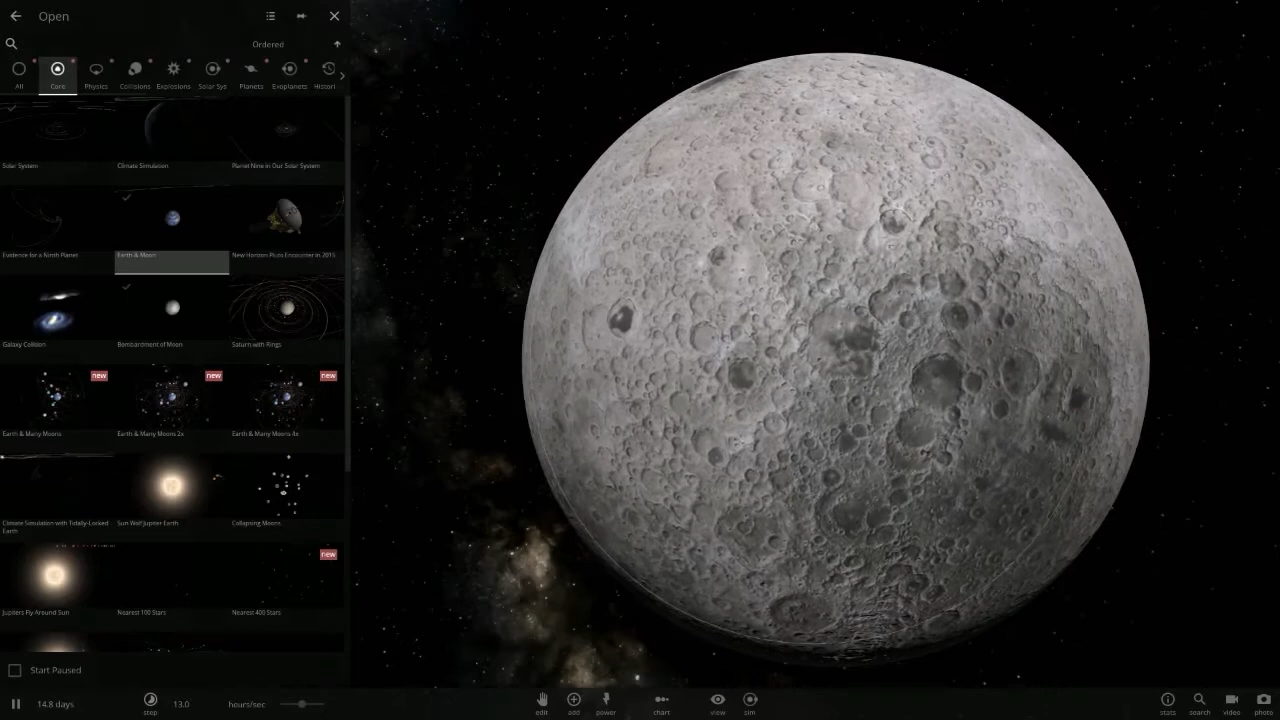 Open
Ordered
All
Core
Physics
Collisions
Explosions
Solar Sys
Planets
Exoplanets
Histori
Solar System
Climate Simulation
Planet Nine in Our Solar System
Evidence for a Ninth Planet
Earth & Moon
New Horizon Pluto Encounter in 2015
Galaxy Collision
Bombardment of Moon
Saturn with Rings
new
new
new
Earth & Many Moons
Earth & Many Moons 2x
Earth & Many Moons 4x
Climate Simulation with Tidally-Locked
Earth
Sun Wolf Jupiter Earth
Collapsing Moons
new
Jupiters Fly Around Sun
Nearest 100 Stars
Nearest 400 Stars
Start Paused
14.8 days
step
13.0
hours/sec
edit
add
power
chart
view
sim
stats
search
video
photo